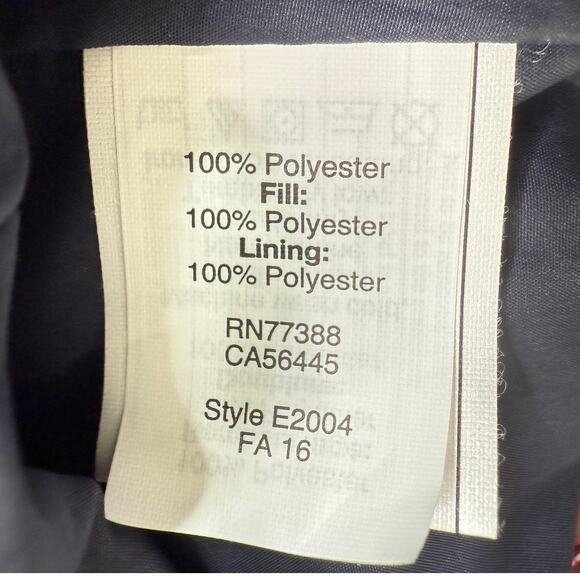 100% Polyester
Fill:
100% Polyester
Lining:
100% Polyester
RN77388
CA56445
Style E2004
FA 16